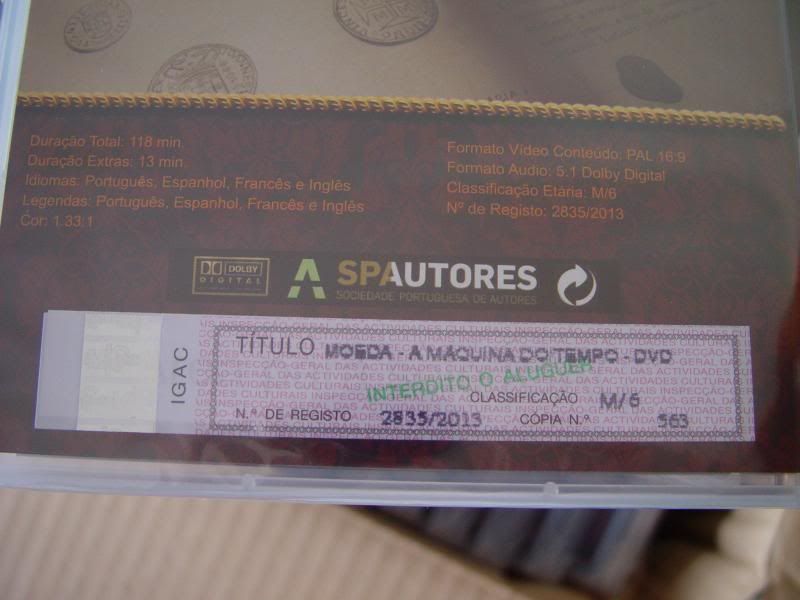 Duração Total: 118 min.
Duração Extras: 13 min.
Idiomas: Português, Espanhol, Francês e Inglês
Legendas: Português, Espanhol, Francês e Inglês
Cor: 1.33:1
Formato Vídeo Conteúdo: PAL 16:9
Formato Audio: 5.1 Dolby Digital
Classificação Etária: M/6
Nº de Registo: 2835/2013
DOLBY
DIGITAL
SPAUTORES
SOCIEDADE PORTUGUESA DE AUTORES
IGAC
TÍTULO MOEDA - A MÁQUINA DO TEMPO - DVD
INTERDITO O ALUGUER
CLASSIFICAÇÃO M/6
N.º DE REGISTO 2835/2013 CÓPIA N.º 563